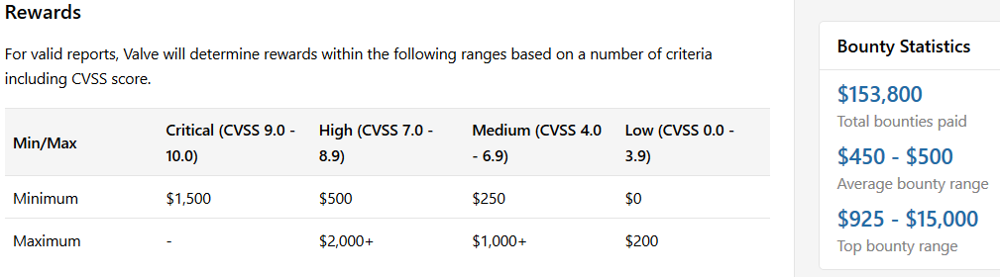 Rewards
For valid reports, Valve will determine rewards within the following ranges based on a number of criteria
including CVSS score.
Min/Max
Critical (CVSS 9.0 -
10.0)
High (CVSS 7.0 -
8.9)
Medium (CVSS 4.0
- 6.9)
Low (CVSS 0.0 -
3.9)
Minimum $1,500 $500 $250 $0
Maximum - $2,000+ $1,000+ $200
Bounty Statistics
$153,800
Total bounties paid
$450 - $500
Average bounty range
$925 - $15,000
Top bounty range